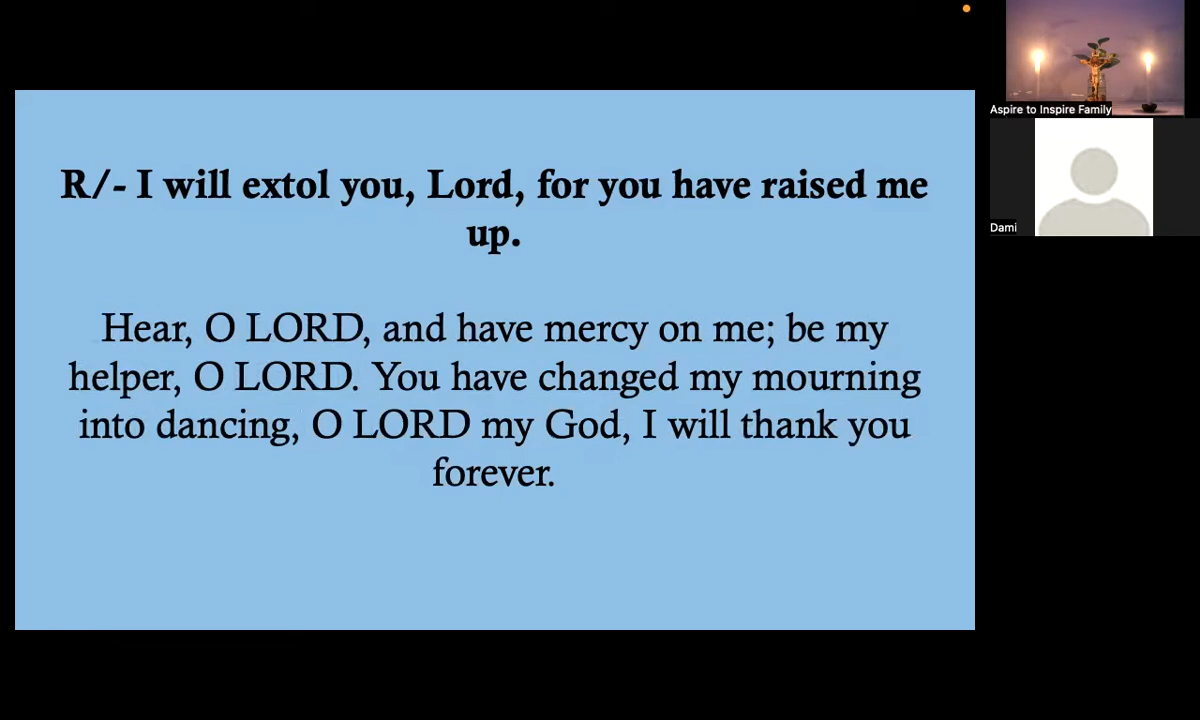 R/- I will extol you, Lord, for you have raised me
up.
Hear, O LORD, and have mercy on me; be my
helper, O LORD. You have changed my mourning
into dancing, O LORD my God, I will thank you
forever.
Aspire to Inspire Family
Dami